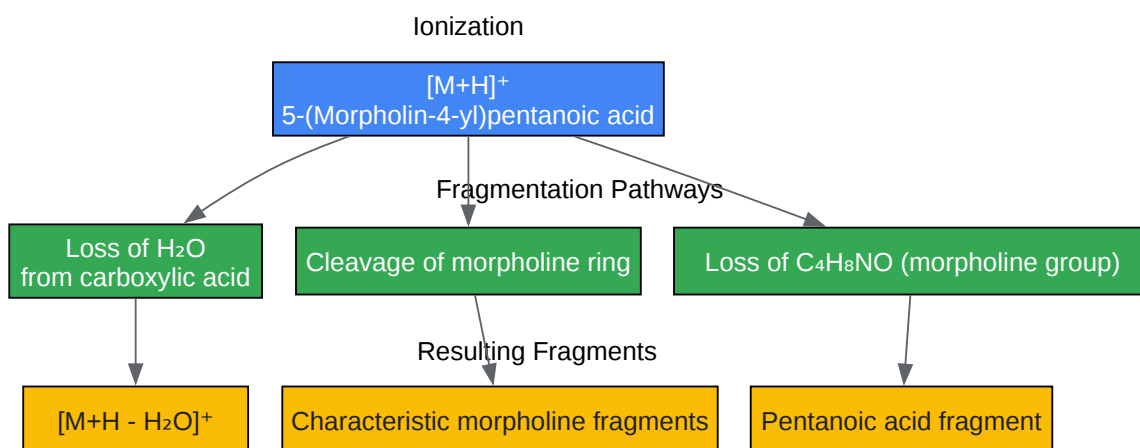 Ionization
[M+H]⁺
5-(Morpholin-4-yl)pentanoic acid
Fragmentation Pathways
Loss of H₂O
from carboxylic acid
Cleavage of morpholine ring
Loss of C₄H₈NO (morpholine group)
Resulting Fragments
[M+H - H₂O]⁺
Characteristic morpholine fragments
Pentanoic acid fragment